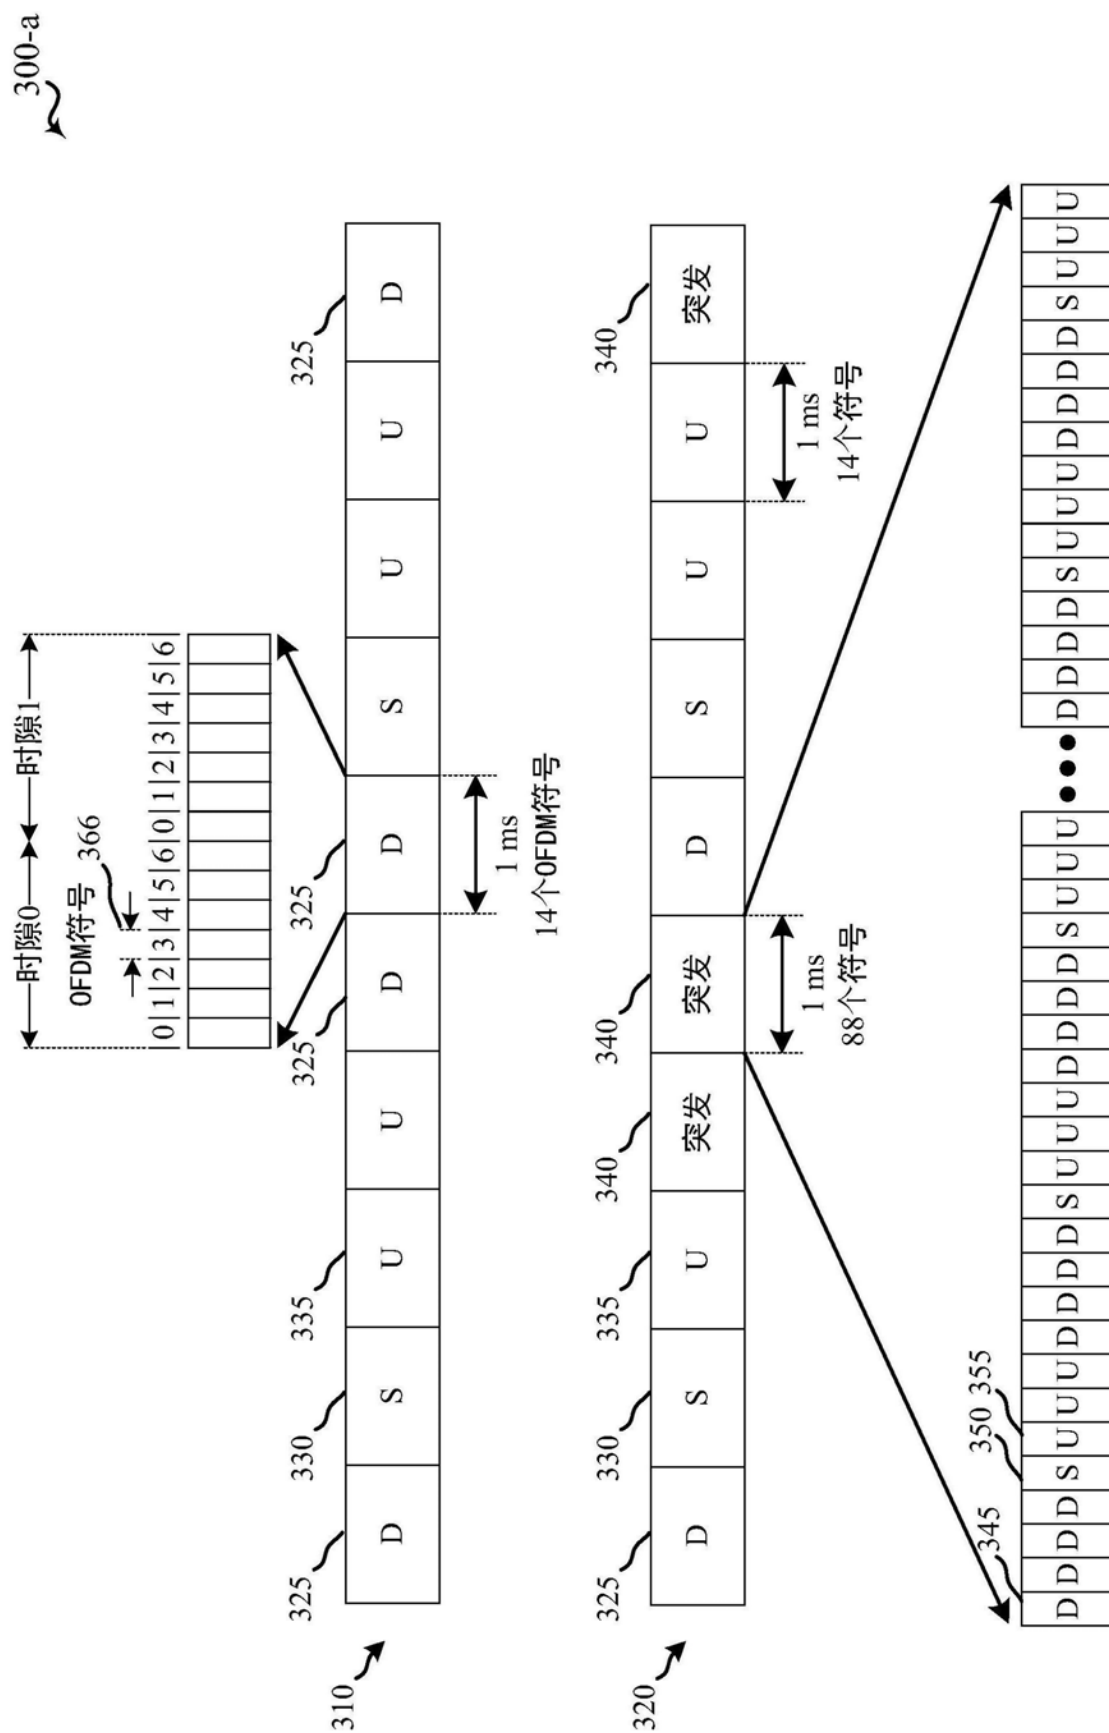 300-a
时隙0 时隙1
OFDM符号 366
0 1 2 3 4 5 6 0 1 2 3 4 5 6
325 330 335 325 325 325
310
D S U U D D S U U D
1 ms
14个OFDM符号
325 330 335 340 340 340
320
D S U 突发 突发 D S U U 突发
1 ms 1 ms
88个符号 14个符号
345 350 355
D D D D S U U U D D D D S U U U D D D D S U U U D D D D S U U U D D D D S U U U